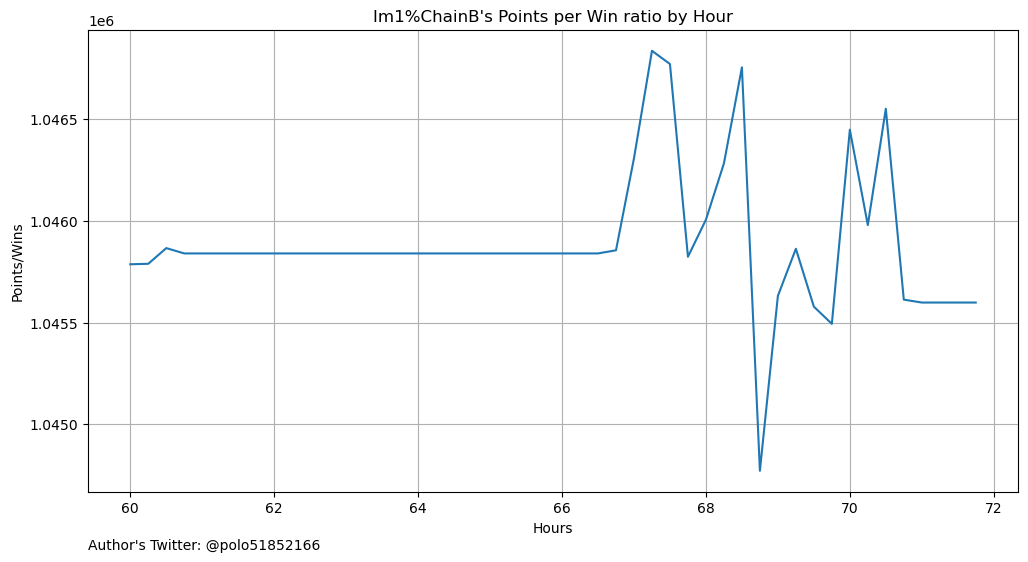 Im1%ChainB's Points per Win ratio by Hour
1e6
1.0465
1.0460
1.0455
1.0450
Points/Wins
60 62 64 66 68 70 72
Hours
Author's Twitter: @polo51852166